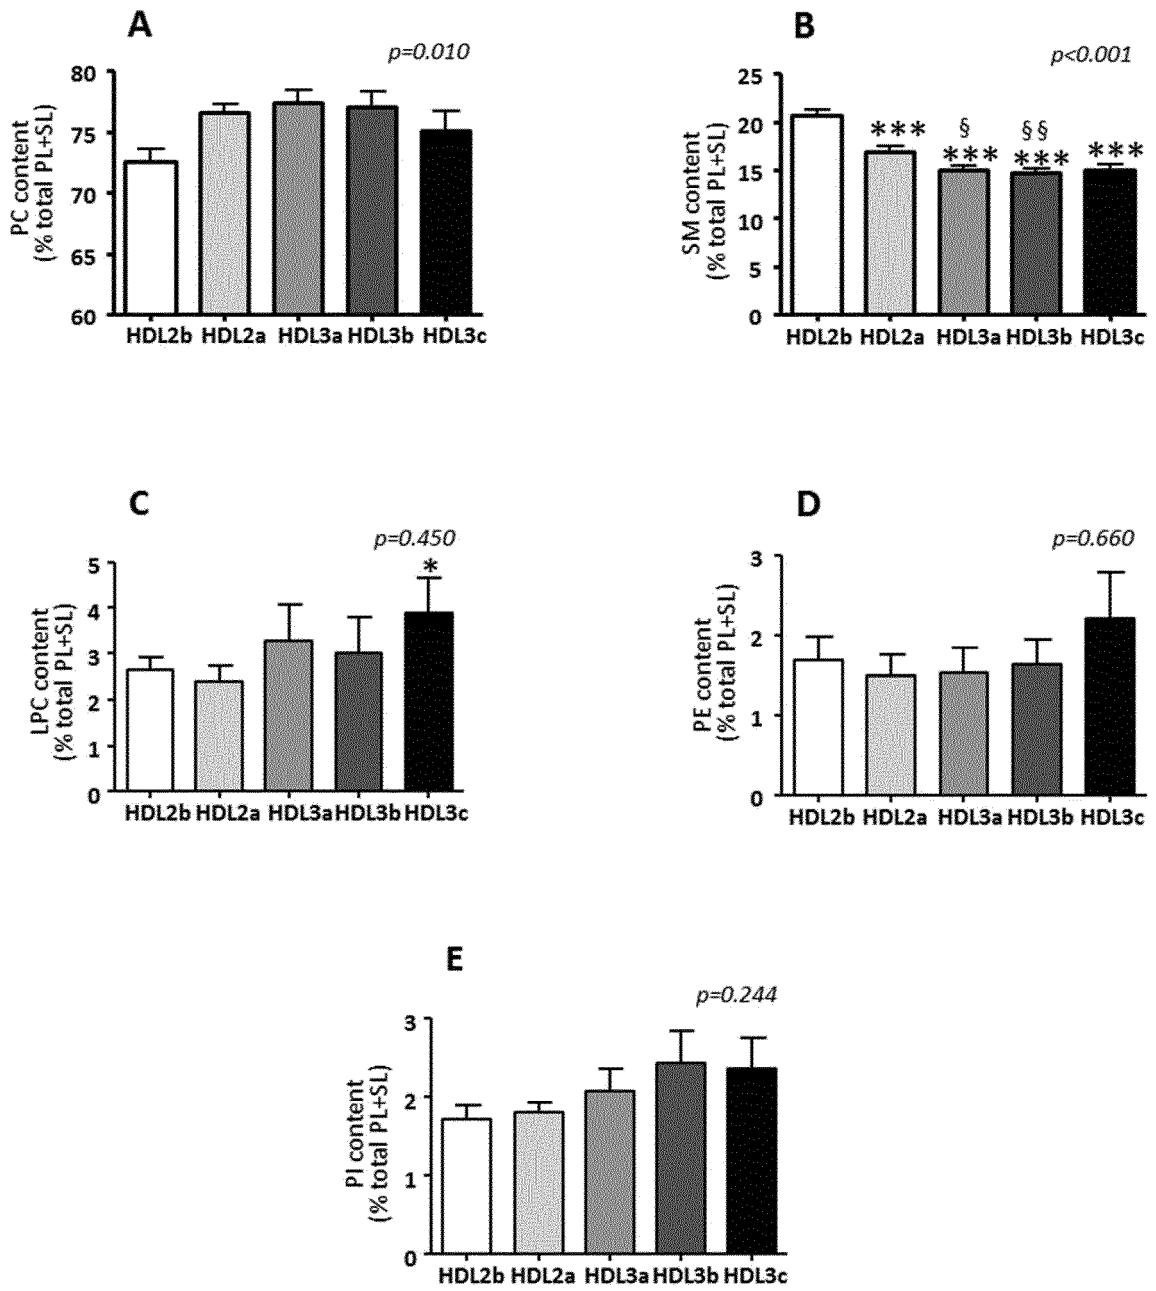 A
p=0.010
PC content
(% total PL+SL)
80
75
70
65
60
HDL2b HDL2a HDL3a HDL3b HDL3c
B
p<0.001
SM content
(% total PL+SL)
25
20
15
10
5
0
*** 
§
***
§§
***
***
HDL2b HDL2a HDL3a HDL3b HDL3c
C
p=0.450
LPC content
(% total PL+SL)
5
4
3
2
1
0
*
HDL2b HDL2a HDL3a HDL3b HDL3c
D
p=0.660
PE content
(% total PL+SL)
3
2
1
0
HDL2b HDL2a HDL3a HDL3b HDL3c
E
p=0.244
PI content
(% total PL+SL)
3
2
1
0
HDL2b HDL2a HDL3a HDL3b HDL3c